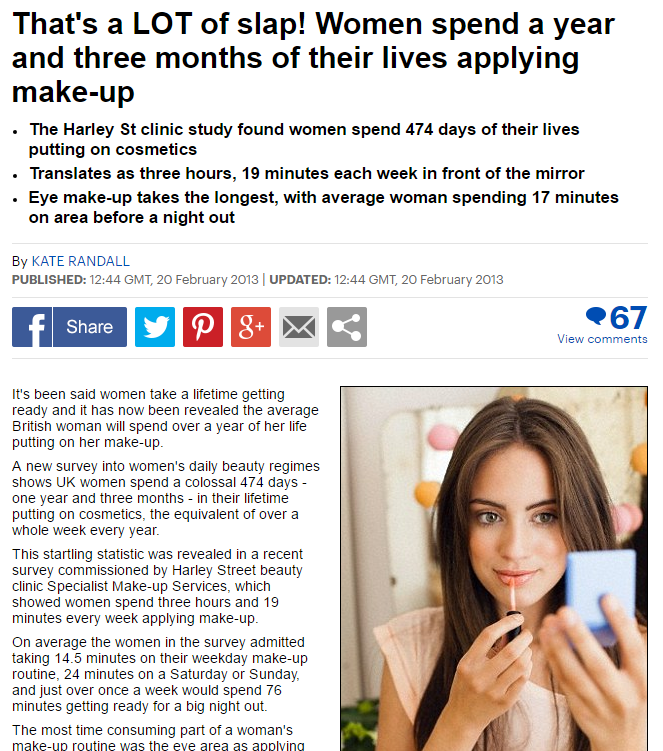 That's a LOT of slap! Women spend a year
and three months of their lives applying
make-up
• The Harley St clinic study found women spend 474 days of their lives
putting on cosmetics
• Translates as three hours, 19 minutes each week in front of the mirror
• Eye make-up takes the longest, with average woman spending 17 minutes
on area before a night out
By KATE RANDALL
PUBLISHED: 12:44 GMT, 20 February 2013 | UPDATED: 12:44 GMT, 20 February 2013
f Share
g+
67
View comments
It's been said women take a lifetime getting
ready and it has now been revealed the average
British woman will spend over a year of her life
putting on her make-up.
A new survey into women's daily beauty regimes
shows UK women spend a colossal 474 days -
one year and three months - in their lifetime
putting on cosmetics, the equivalent of over a
whole week every year.
This startling statistic was revealed in a recent
survey commissioned by Harley Street beauty
clinic Specialist Make-up Services, which
showed women spend three hours and 19
minutes every week applying make-up.
On average the women in the survey admitted
taking 14.5 minutes on their weekday make-up
routine, 24 minutes on a Saturday or Sunday,
and just over once a week would spend 76
minutes getting ready for a big night out.
The most time consuming part of a woman's
make-up routine was the eye area as applying